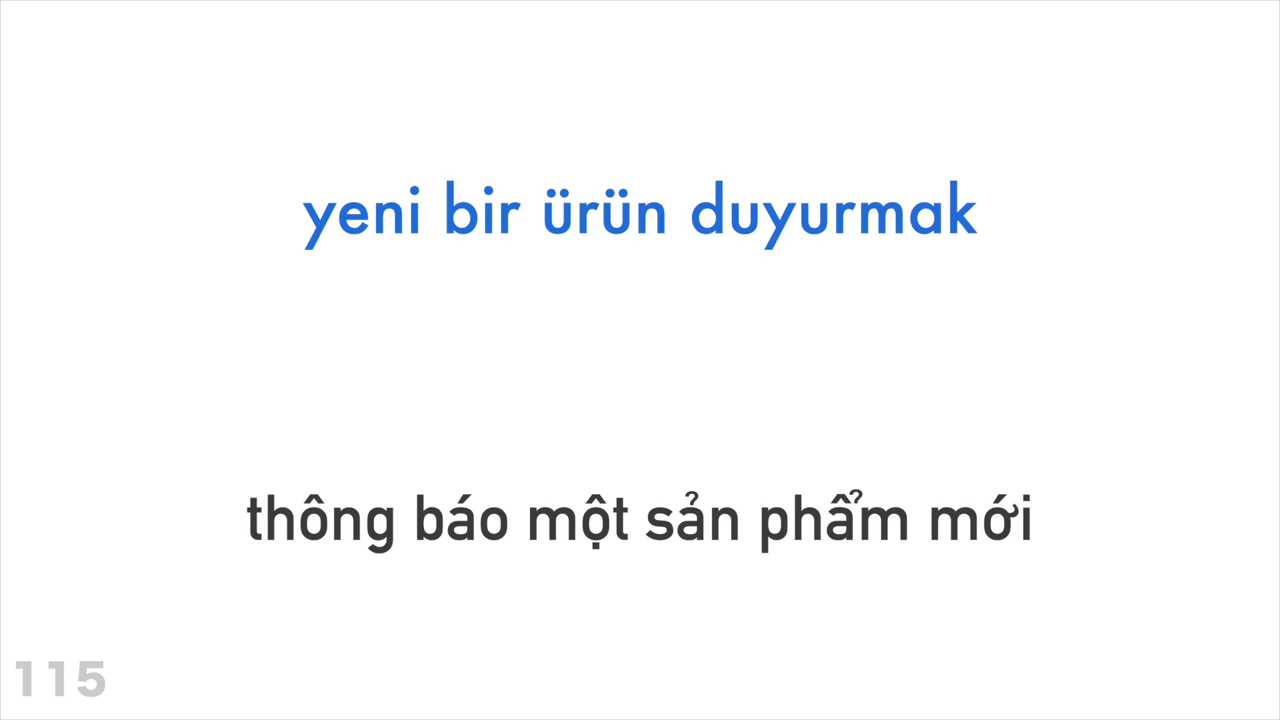 yeni bir ürün duyurmak
thông báo một sản phẩm mới
115